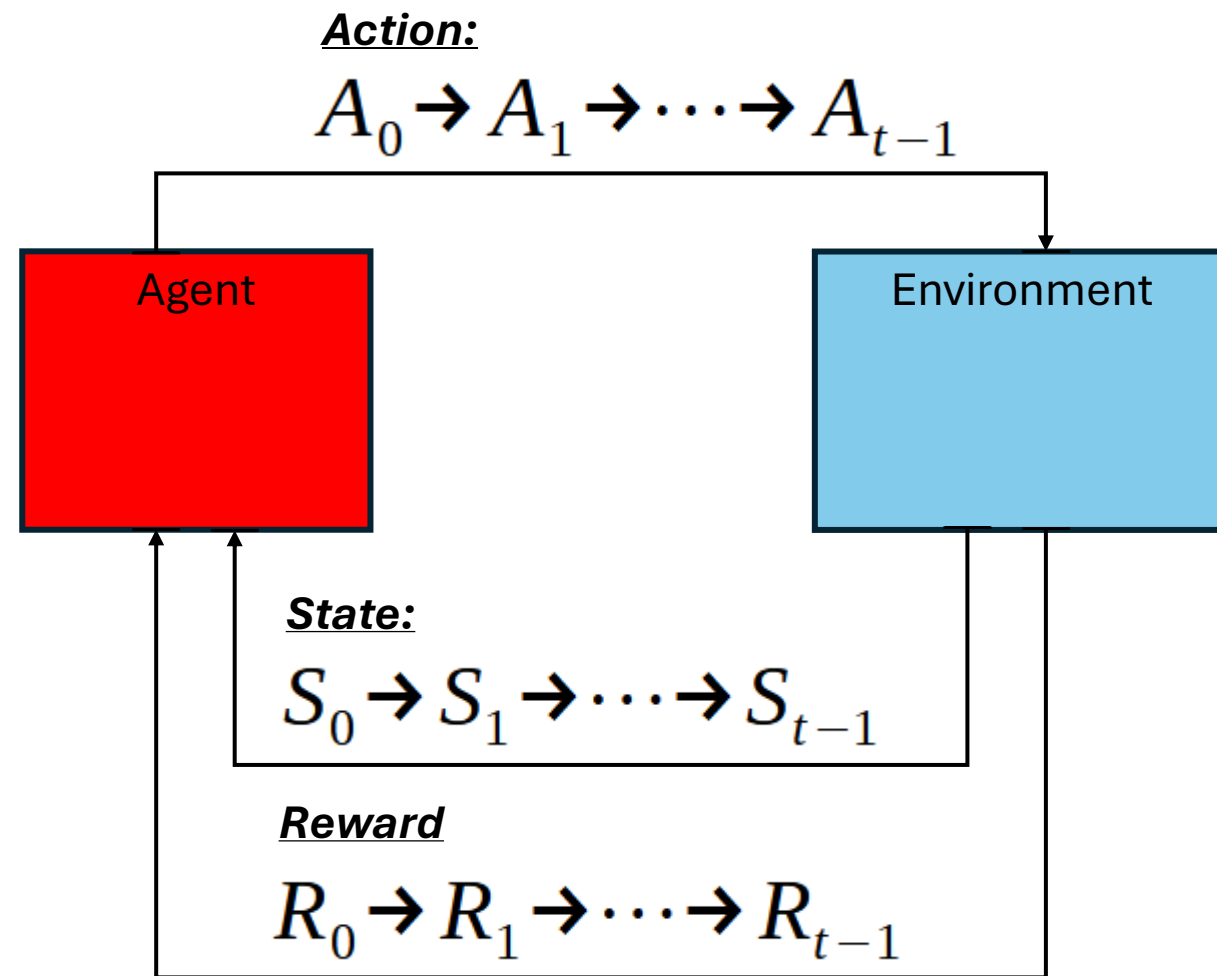 Action:
A₀ → A₁ → ⋯ → Aₜ₋₁
Agent
Environment
State:
S₀ → S₁ → ⋯ → Sₜ₋₁
Reward
R₀ → R₁ → ⋯ → Rₜ₋₁